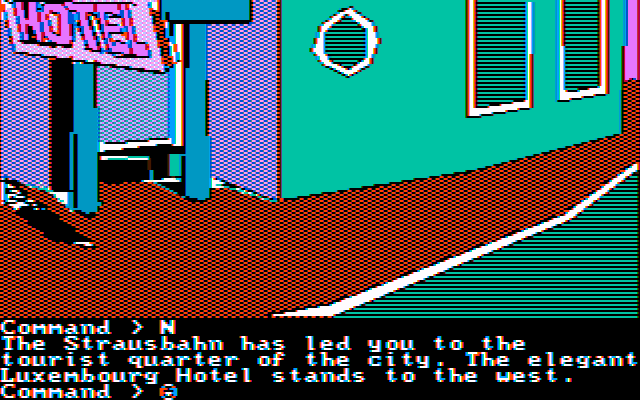 HOTEL
Command > N
The Strausbahn has led you to the
tourist quarter of the city. The elegant
Luxembourg Hotel stands to the west.
Command >